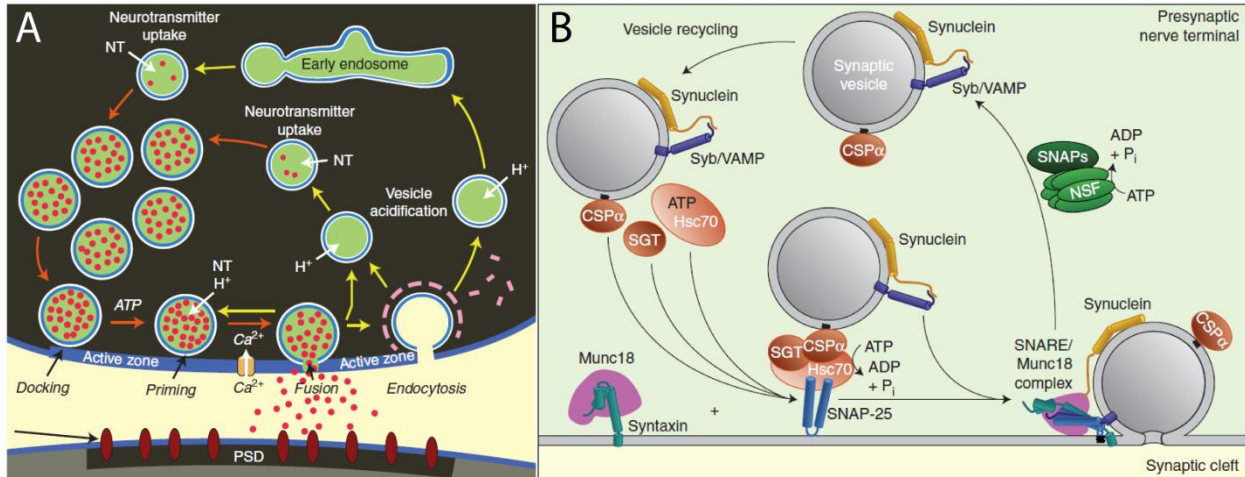 A
Neurotransmitter
uptake
NT
Early endosome
Neurotransmitter
uptake
NT
H+
Vesicle
acidification
H+
NT
H+
ATP
Ca2+
Active zone
Active zone
Docking
Priming
Ca2+
Fusion
Endocytosis
PSD
B
Vesicle recycling
Synuclein
Presynaptic
nerve terminal
Synaptic
vesicle
Syb/VAMP
CSPα
Synuclein
Syb/VAMP
CSPα
SGT
ATP
Hsc70
SNAPs
NSF
ADP
+ Pi
ATP
Synuclein
SGT
CSPα
Hsc70
ATP
ADP
+ Pi
Munc18
Syntaxin
+
SNAP-25
Synuclein
CSPα
SNARE/
Munc18
complex
Synaptic cleft